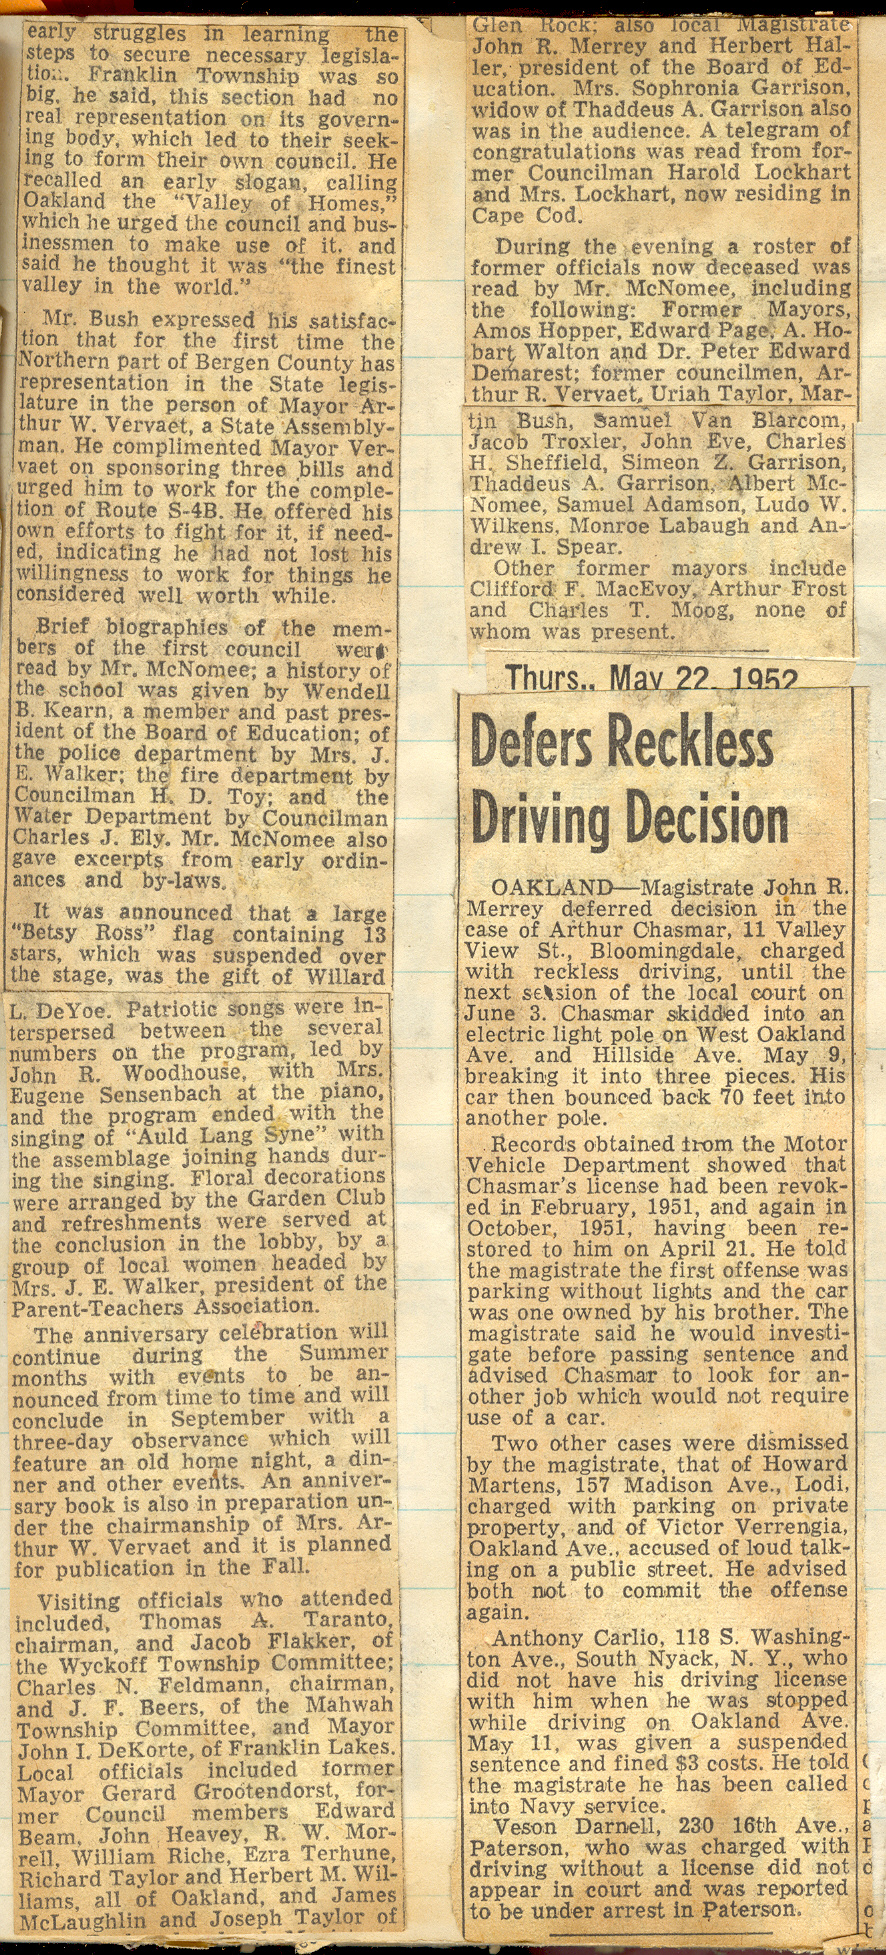 early struggles in learning the
steps to secure necessary legisla-
tion. Franklin Township was so
big, he said, this section had no
real representation on its govern-
ing body, which led to their seek-
ing to form their own council. He
recalled an early slogan, calling
Oakland the "Valley of Homes,"
which he urged the council and bus-
inessmen to make use of it. and
said he thought it was "the finest
valley in the world."
Mr. Bush expressed his satisfac-
tion that for the first time the
Northern part of Bergen County has
representation in the State legis-
lature in the person of Mayor Ar-
thur W. Vervaet, a State Assembly-
man. He complimented Mayor Ver-
vaet on sponsoring three bills and
urged him to work for the comple-
tion of Route S-4B. He offered his
own efforts to fight for it, if need-
ed, indicating he had not lost his
willingness to work for things he
considered well worth while.
Brief biographies of the mem-
bers of the first council were
read by Mr. McNomee; a history of
the school was given by Wendell
B. Kearn, a member and past pres-
ident of the Board of Education; of
the police department by Mrs. J.
E. Walker; the fire department by
Councilman H. D. Toy; and the
Water Department by Councilman
Charles J. Ely. Mr. McNomee also
gave excerpts from early ordin-
ances and by-laws.
It was announced that a large
"Betsy Ross" flag containing 13
stars, which was suspended over
the stage, was the gift of Willard
L. DeYoe. Patriotic songs were in-
terspersed between the several
numbers on the program, led by
John R. Woodhouse, with Mrs.
Eugene Sensenbach at the piano,
and the program ended with the
singing of "Auld Lang Syne" with
the assemblage joining hands dur-
ing the singing. Floral decorations
were arranged by the Garden Club
and refreshments were served at
the conclusion in the lobby, by a
group of local women headed by
Mrs. J. E. Walker, president of the
Parent-Teachers Association.
The anniversary celebration will
continue during the Summer
months with events to be an-
nounced from time to time and will
conclude in September with a
three-day observance which will
feature an old home night, a din-
ner and other events. An anniver-
sary book is also in preparation un-
der the chairmanship of Mrs. Ar-
thur W. Vervaet and it is planned
for publication in the Fall.
Visiting officials who attended
included, Thomas A. Taranto,
chairman, and Jacob Flakker, of
the Wyckoff Township Committee;
Charles N. Feldmann, chairman,
and J. F. Beers, of the Mahwah
Township Committee, and Mayor
John I. DeKorte, of Franklin Lakes.
Local officials included former
Mayor Gerard Grootendorst, for-
mer Council members Edward
Beam, John Heavey, R. W. Mor-
rell, William Riche, Ezra Terhune,
Richard Taylor and Herbert M. Wil-
liams, all of Oakland, and James
McLaughlin and Joseph Taylor of
Glen Rock; also local Magistrate
John R. Merrey and Herbert Hal-
ler, president of the Board of Ed-
ucation. Mrs. Sophronia Garrison,
widow of Thaddeus A. Garrison also
was in the audience. A telegram of
congratulations was read from for-
mer Councilman Harold Lockhart
and Mrs. Lockhart, now residing in
Cape Cod.
During the evening a roster of
former officials now deceased was
read by Mr. McNomee, including
the following: Former Mayors,
Amos Hopper, Edward Page, A. Ho-
bart Walton and Dr. Peter Edward
Demarest; former councilmen, Ar-
thur R. Vervaet, Uriah Taylor, Mar-
tin Bush, Samuel Van Blarcom,
Jacob Troxler, John Eve, Charles
H. Sheffield, Simeon Z. Garrison,
Thaddeus A. Garrison, Albert Mc-
Nomee, Samuel Adamson, Ludo W.
Wilkens, Monroe Labaugh and An-
drew I. Spear.
Other former mayors include
Clifford F. MacEvoy, Arthur Frost
and Charles T. Moog, none of
whom was present.
Thurs., May 22, 1952
Defers Reckless
Driving Decision
OAKLAND—Magistrate John R.
Merrey deferred decision in the
case of Arthur Chasmar, 11 Valley
View St., Bloomingdale, charged
with reckless driving, until the
next session of the local court on
June 3. Chasmar skidded into an
electric light pole on West Oakland
Ave. and Hillside Ave. May 9,
breaking it into three pieces. His
car then bounced back 70 feet into
another pole.
Records obtained from the Motor
Vehicle Department showed that
Chasmar's license had been revok-
ed in February, 1951, and again in
October, 1951, having been re-
stored to him on April 21. He told
the magistrate the first offense was
parking without lights and the car
was one owned by his brother. The
magistrate said he would investi-
gate before passing sentence and
advised Chasmar to look for an-
other job which would not require
use of a car.
Two other cases were dismissed
by the magistrate, that of Howard
Martens, 157 Madison Ave., Lodi,
charged with parking on private
property, and of Victor Verrengia,
Oakland Ave., accused of loud talk-
ing on a public street. He advised
both not to commit the offense
again.
Anthony Carlio, 118 S. Washing-
ton Ave., South Nyack, N. Y., who
did not have his driving license
with him when he was stopped
while driving on Oakland Ave.
May 11, was given a suspended
sentence and fined $3 costs. He told
the magistrate he has been called
into Navy service.
Veson Darnell, 230 16th Ave.,
Paterson, who was charged with
driving without a license did not
appear in court and was reported
to be under arrest in Paterson.